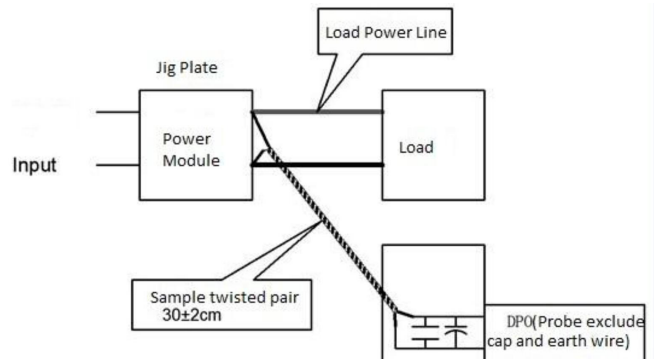 Load Power Line
Jig Plate
Power
Module
Load
Input
Sample twisted pair
30±2cm
DPO(Probe exclude
cap and earth wire)